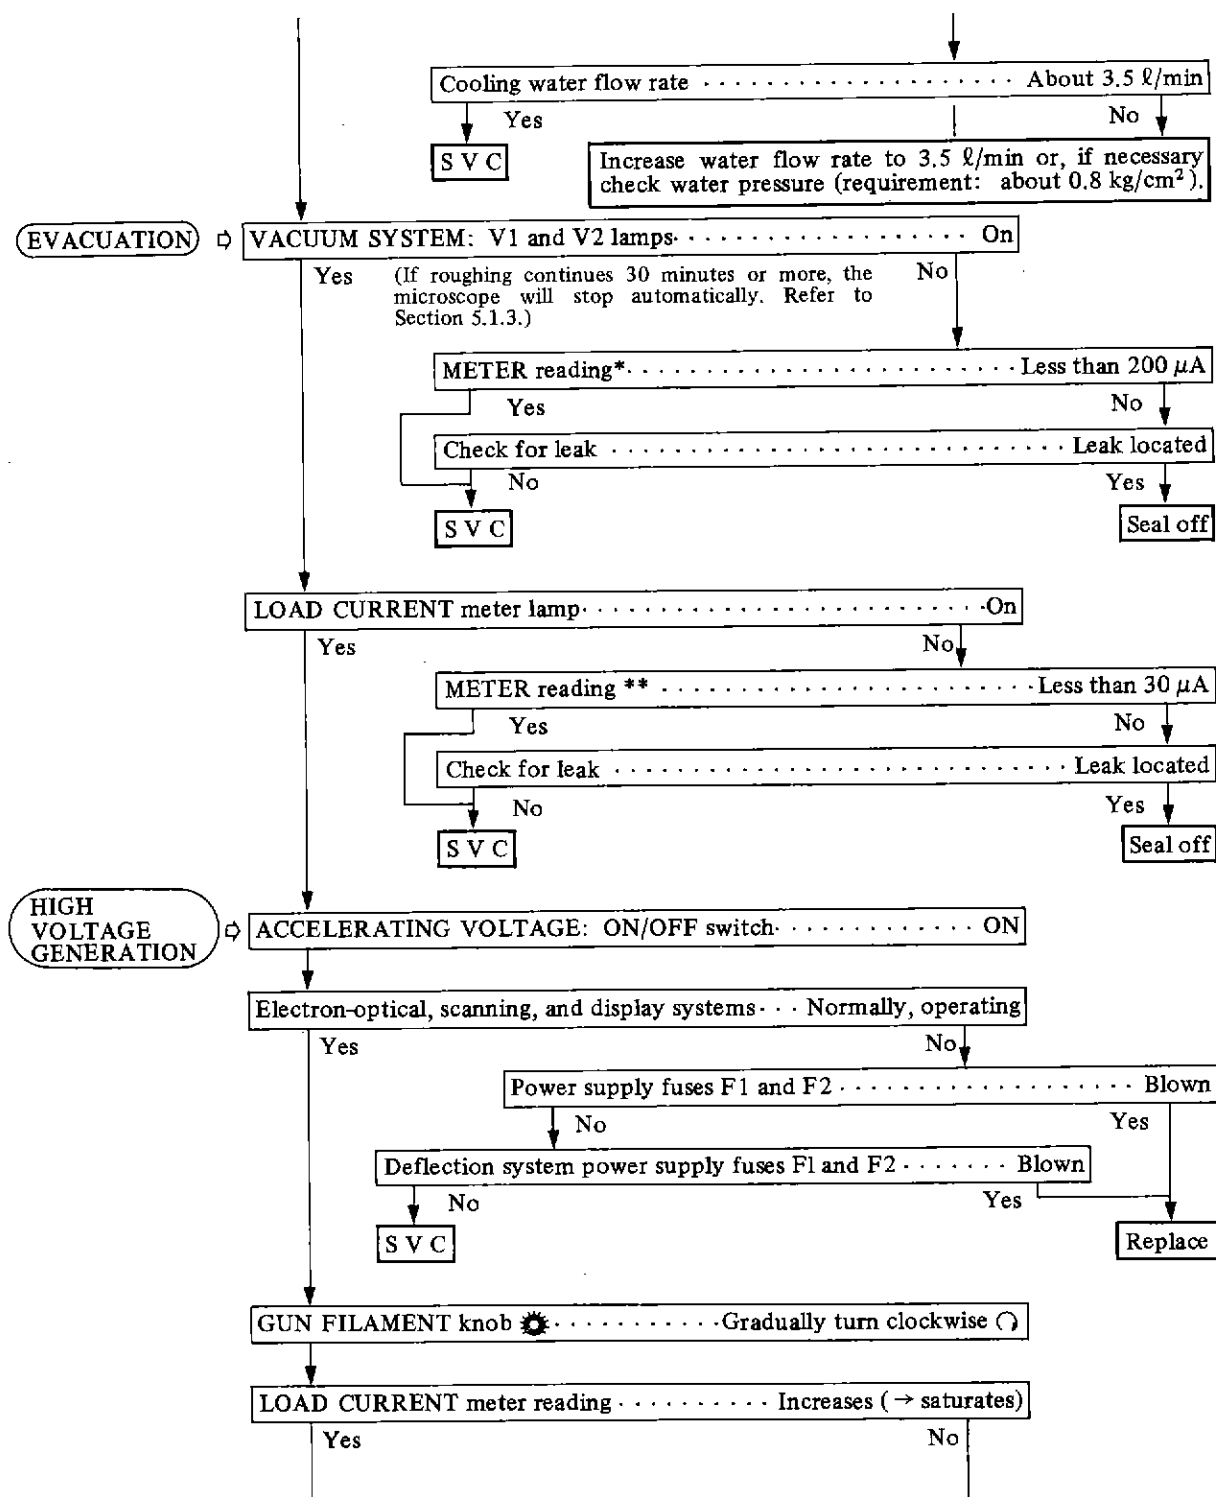 Cooling water flow rate · · · · · · · · · · · · · · · · · · · · About 3.5 ℓ/min
Yes
No
S V C
Increase water flow rate to 3.5 ℓ/min or, if necessary
check water pressure (requirement: about 0.8 kg/cm²).
EVACUATION
VACUUM SYSTEM: V1 and V2 lamps · · · · · · · · · · · · · · · · · · · On
Yes
(If roughing continues 30 minutes or more, the
microscope will stop automatically. Refer to
Section 5.1.3.)
No
METER reading* · · · · · · · · · · · · · · · · · · · · · · · · · Less than 200 μA
Yes
No
Check for leak · · · · · · · · · · · · · · · · · · · · · · · · · · · · · Leak located
No
Yes
S V C
Seal off
LOAD CURRENT meter lamp · · · · · · · · · · · · · · · · · · · · · · · · · · On
Yes
No
METER reading ** · · · · · · · · · · · · · · · · · · · · · · · · Less than 30 μA
Yes
No
Check for leak · · · · · · · · · · · · · · · · · · · · · · · · · · · · · Leak located
No
Yes
S V C
Seal off
HIGH
VOLTAGE
GENERATION
ACCELERATING VOLTAGE: ON/OFF switch · · · · · · · · · · · · · ON
Electron-optical, scanning, and display systems · · · Normally, operating
Yes
No
Power supply fuses F1 and F2 · · · · · · · · · · · · · · · · · · · Blown
No
Yes
Deflection system power supply fuses F1 and F2 · · · · · · · Blown
No
Yes
S V C
Replace
GUN FILAMENT knob · · · · · · · · · · · Gradually turn clockwise
LOAD CURRENT meter reading · · · · · · · · · · Increases (→ saturates)
Yes
No